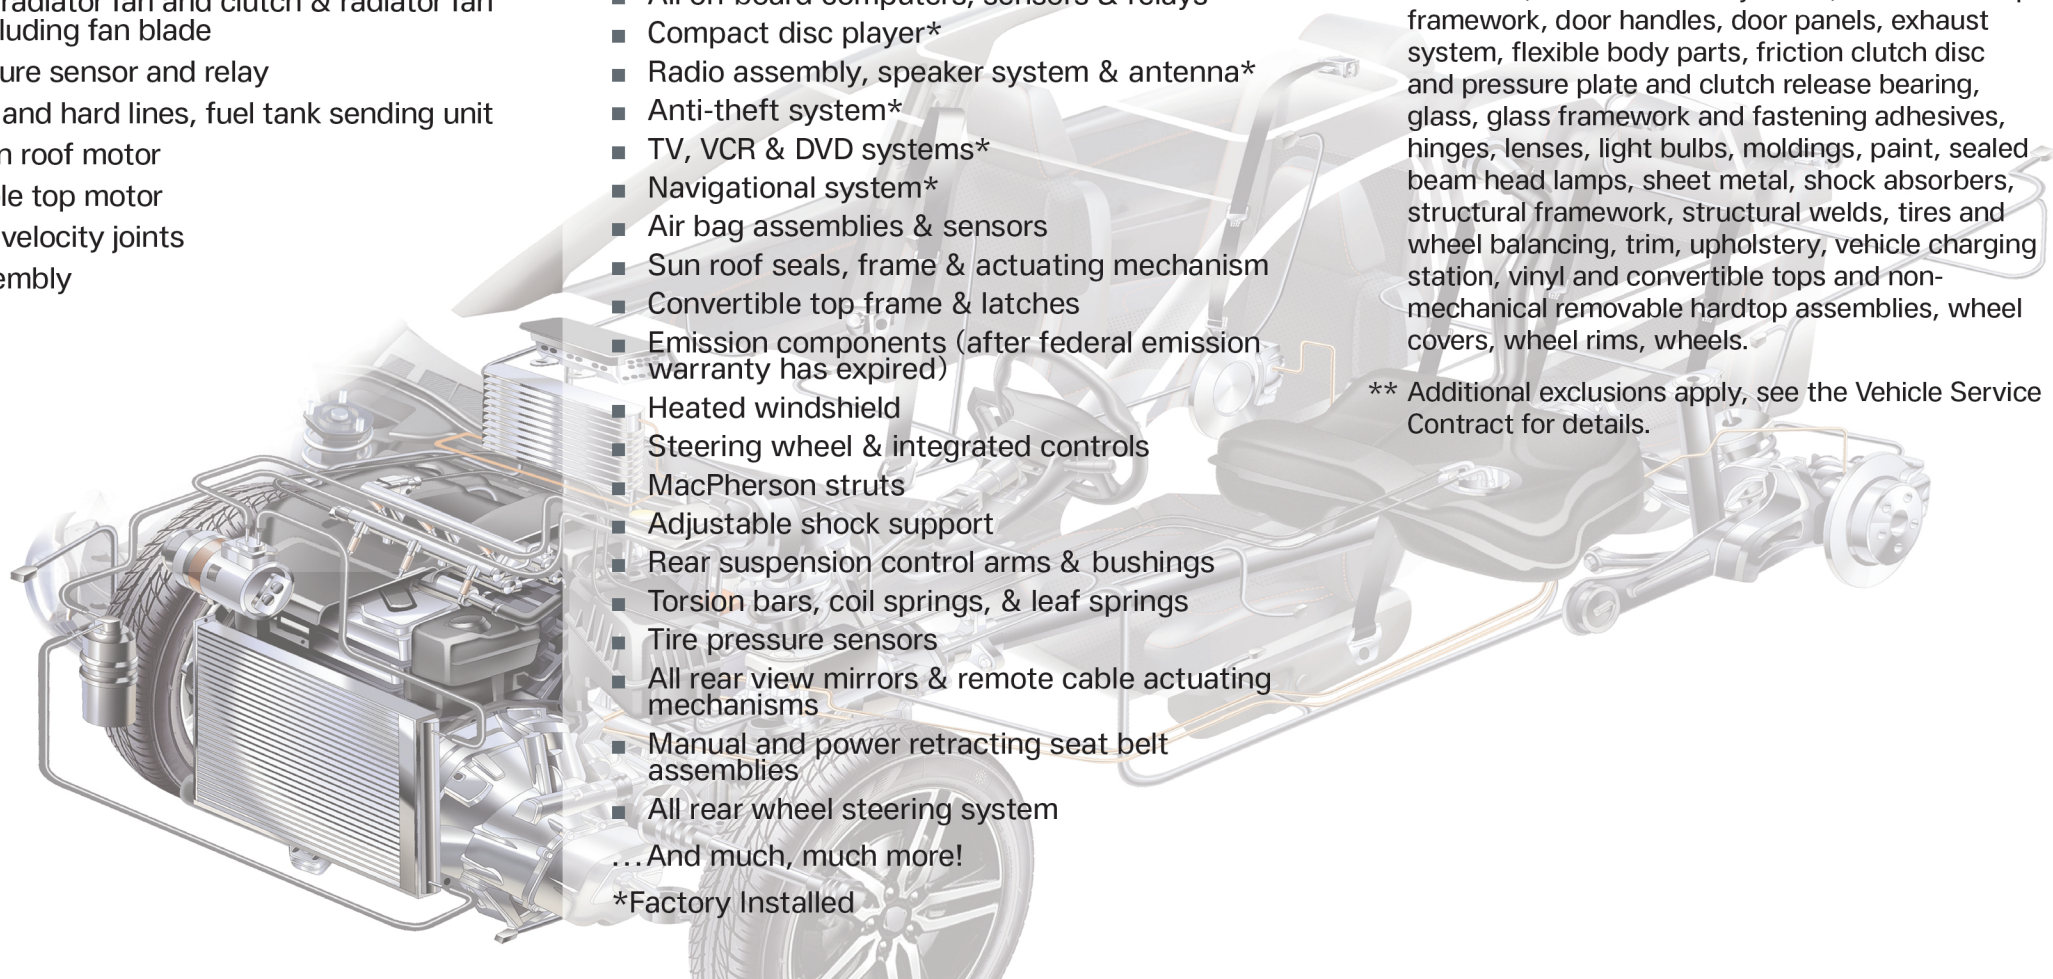 radiator fan and clutch & radiator fan
fan blade
sensor and relay
and hard lines, fuel tank sending unit
roof motor
top motor
velocity joints
All on-board computers, sensors & relays
Compact disc player*
Radio assembly, speaker system & antenna*
Anti-theft system*
TV, VCR & DVD systems*
Navigational system*
Air bag assemblies & sensors
Sun roof seals, frame & actuating mechanism
Convertible top frame & latches
Emission components (after federal emission
warranty has expired)
Heated windshield
Steering wheel & integrated controls
MacPherson struts
Adjustable shock support
Rear suspension control arms & bushings
Torsion bars, coil springs, & leaf springs
Tire pressure sensors
All rear view mirrors & remote cable actuating
mechanisms
Manual and power retracting seat belt
assemblies
All rear wheel steering system
...And much, much more!
*Factory Installed
framework, door handles, door panels, exhaust
system, flexible body parts, friction clutch disc
and pressure plate and clutch release bearing,
glass, glass framework and fastening adhesives,
hinges, lenses, light bulbs, moldings, paint, sealed
beam head lamps, sheet metal, shock absorbers,
structural framework, structural welds, tires and
wheel balancing, trim, upholstery, vehicle charging
station, vinyl and convertible tops and non-
mechanical removable hardtop assemblies, wheel
covers, wheel rims, wheels.
** Additional exclusions apply, see the Vehicle Service
Contract for details.